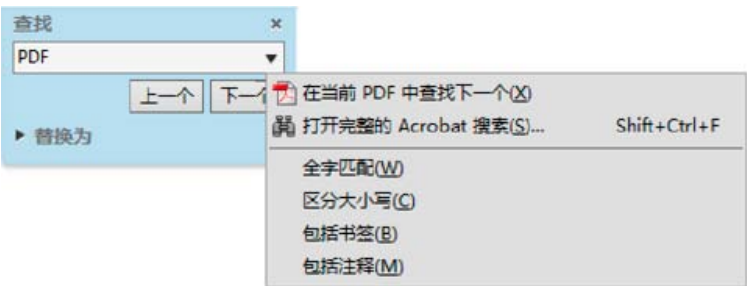 查找
PDF
上一个 下一个
在当前 PDF 中查找下一个(X)
打开完整的 Acrobat 搜索(S)... Shift+Ctrl+F
替换为
全字匹配(W)
区分大小写(C)
包括书签(B)
包括注释(M)